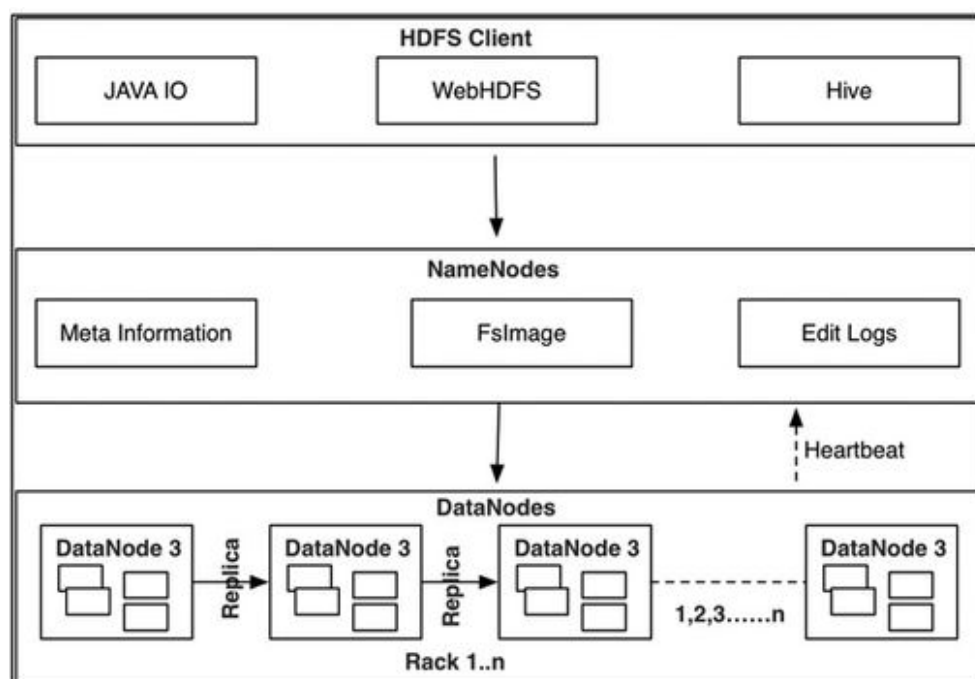 HDFS Client
JAVA IO
WebHDFS
Hive
NameNodes
Meta Information
FsImage
Edit Logs
Heartbeat
DataNodes
DataNode 3
Replica
DataNode 3
Replica
DataNode 3
1,2,3......n
DataNode 3
Rack 1..n